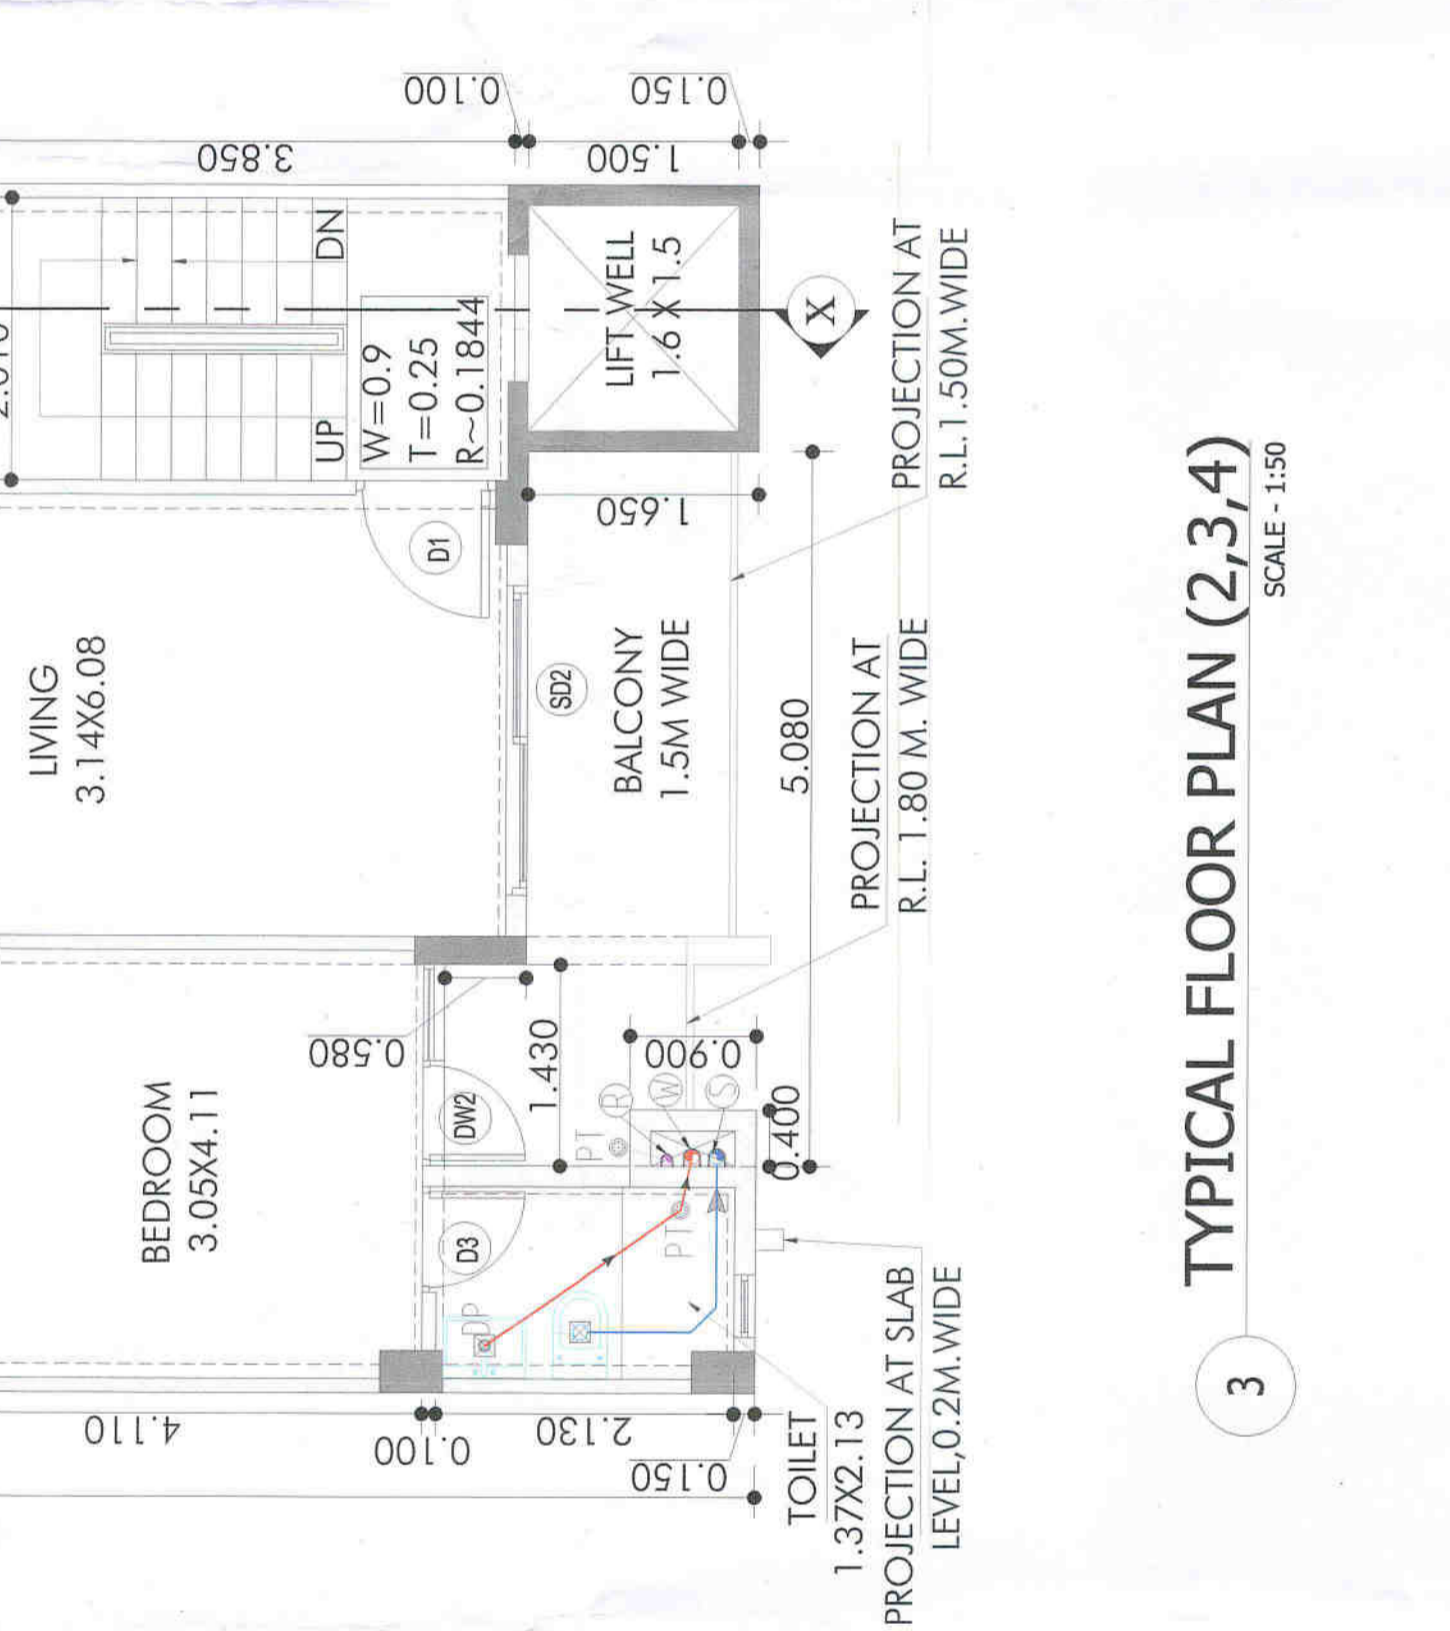 3.850
0.100
1.500
0.150
DN
UP
W=0.9
T=0.25
R~0.1844
LIFT WELL
1.6 X 1.5
X
PROJECTION AT
R.L.1.50M.WIDE
LIVING
3.14X6.08
D1
SD2
1.650
BALCONY
1.5M WIDE
5.080
PROJECTION AT
R.L. 1.80 M. WIDE
BEDROOM
3.05X4.11
0.580
1.430
0.900
0.400
DW2
D3
PT
R
W
S
PT
DP
4.110
0.100
2.130
0.150
TOILET
1.37X2.13
PROJECTION AT SLAB
LEVEL,0.2M.WIDE
3
TYPICAL FLOOR PLAN (2,3,4)
SCALE - 1:50